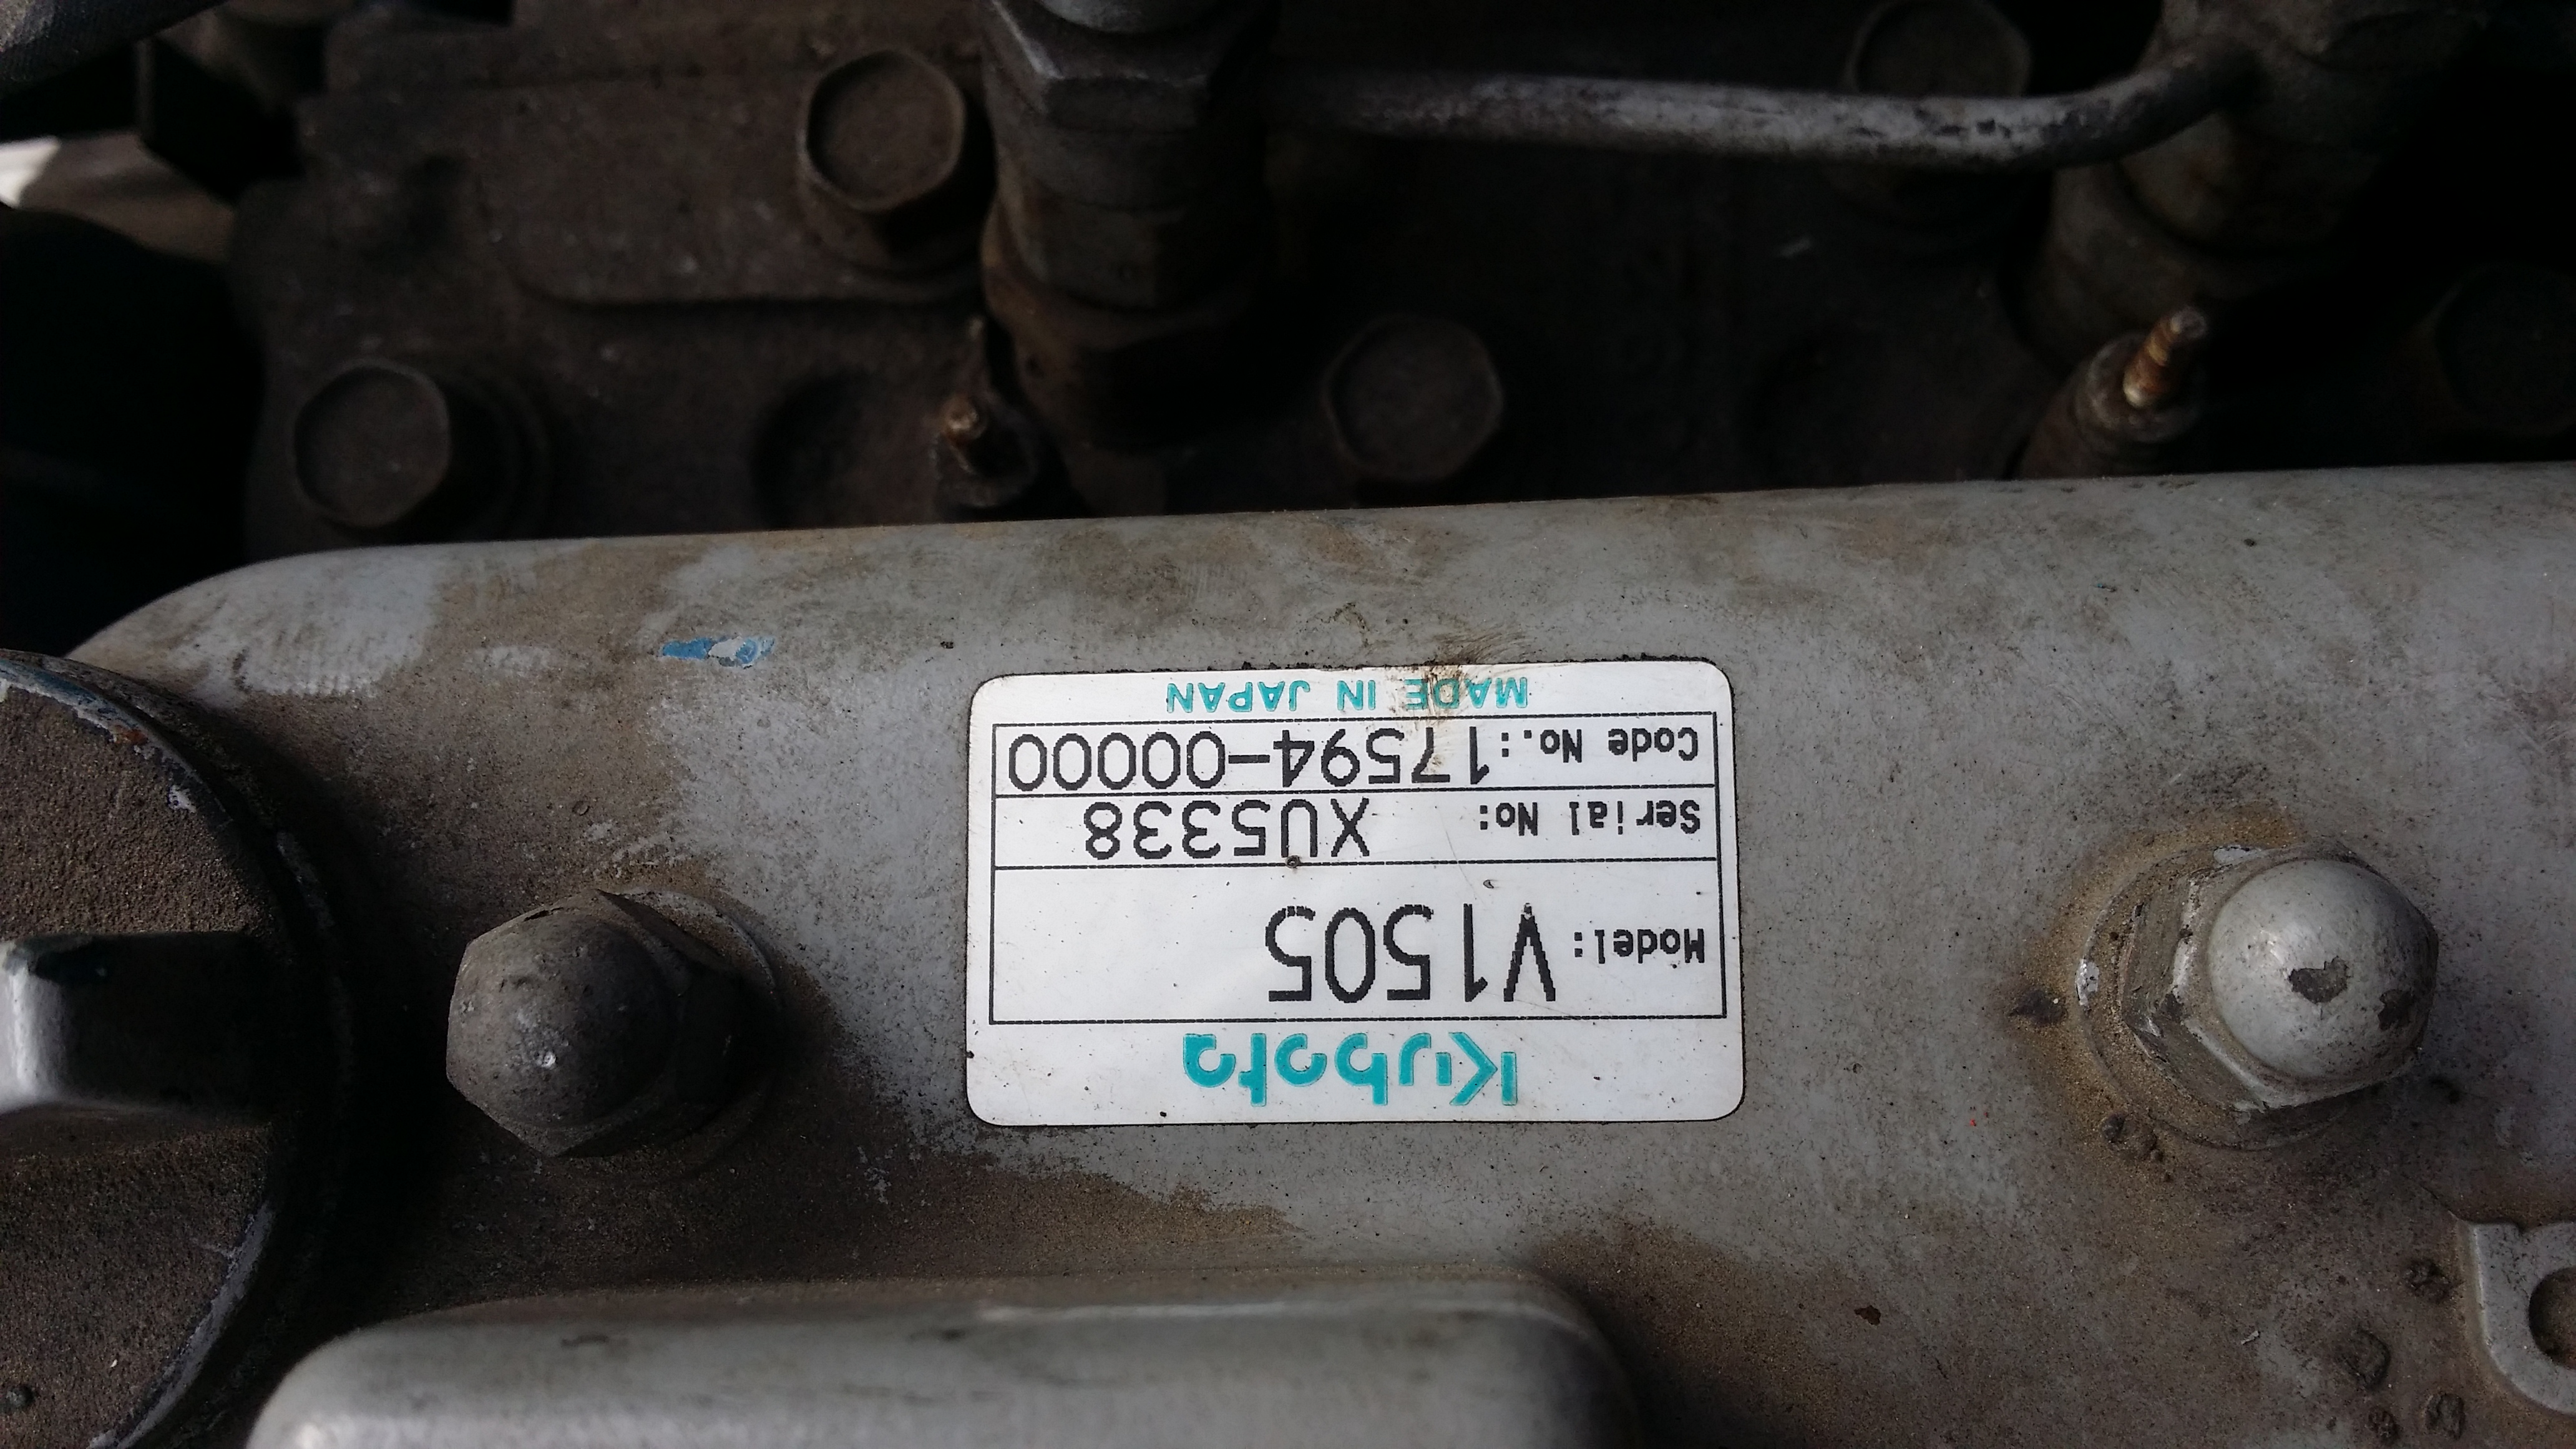 Kubota
Model: V1505
Serial No: XU5338
Code No.: 17594-00000
MADE IN JAPAN